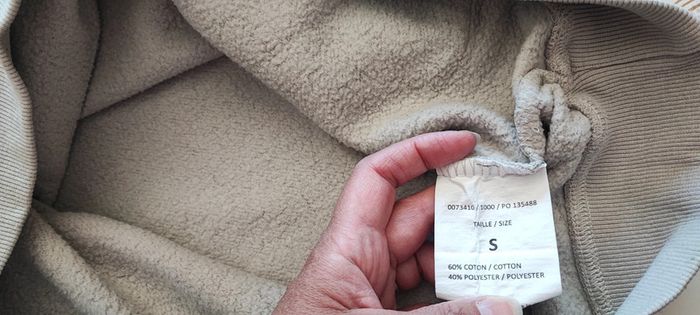 0073416 / 1000 / PO 135488
TAILLE / SIZE
S
60% COTON / COTTON
40% POLYESTER / POLYESTER